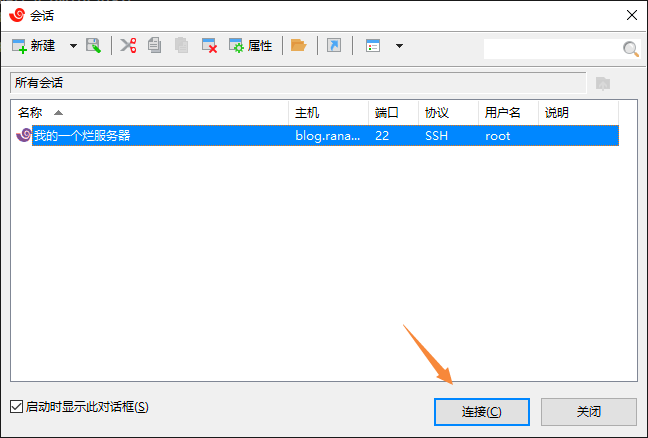 会话
新建 属性
所有会话
名称 主机 端口 协议 用户名 说明
我的一个烂服务器 blog.rana... 22 SSH root
启动时显示此对话框(S) 连接(C) 关闭